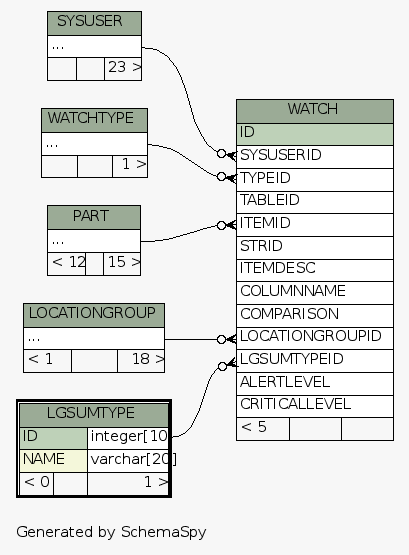 SYSUSER
...
23 >
WATCHTYPE
...
1 >
PART
...
< 12 15 >
LOCATIONGROUP
...
< 1 18 >
LGSUMTYPE
ID integer[10
NAME varchar[20]
< 0 1 >
WATCH
ID
SYSUSERID
TYPEID
TABLEID
ITEMID
STRID
ITEMDESC
COLUMNNAME
COMPARISON
LOCATIONGROUPID
LGSUMTYPEID
ALERTLEVEL
CRITICALLEVEL
< 5
Generated by SchemaSpy